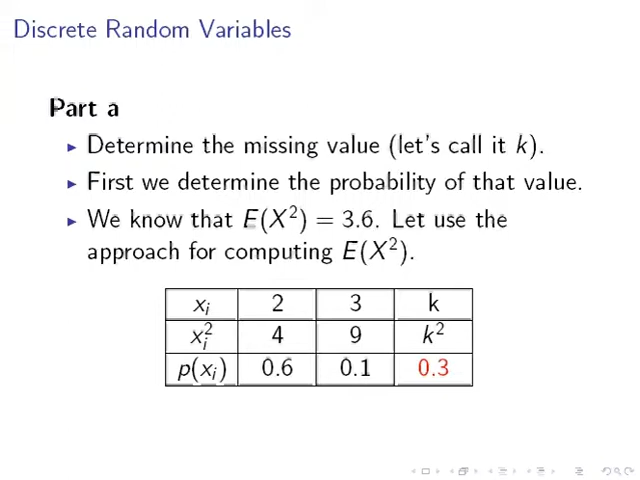 Discrete Random Variables
Part a
▶ Determine the missing value (let's call it k).
▶ First we determine the probability of that value.
▶ We know that E(X²) = 3.6. Let use the
approach for computing E(X²).
xᵢ 2 3 k
xᵢ² 4 9 k²
p(xᵢ) 0.6 0.1 0.3